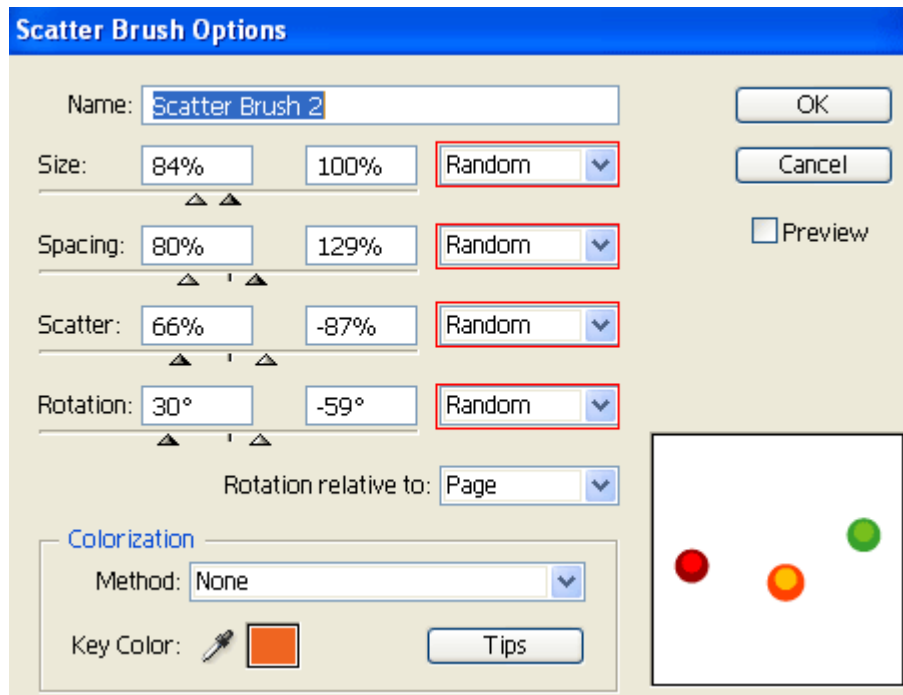 Scatter Brush Options
Name: Scatter Brush 2
OK
Size: 84% 100% Random
Cancel
Spacing: 80% 129% Random
Preview
Scatter: 66% -87% Random
Rotation: 30° -59° Random
Rotation relative to: Page
Colorization
Method: None
Key Color:
Tips